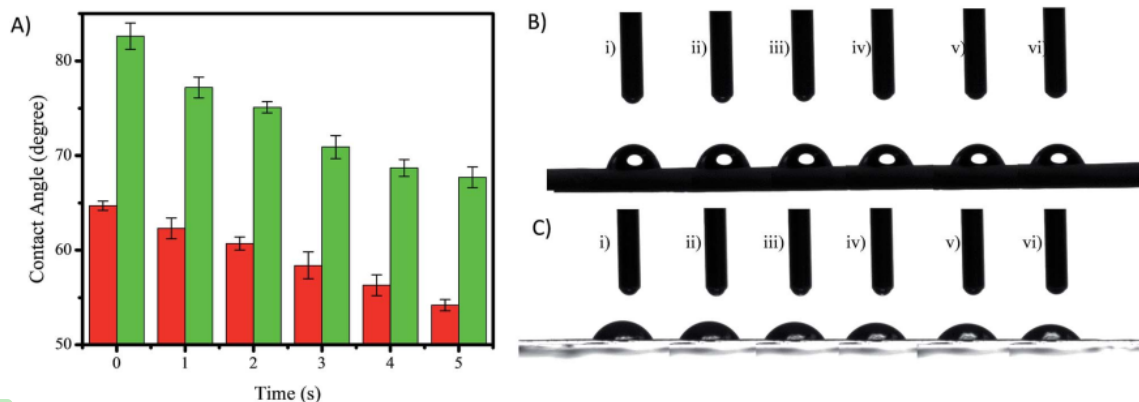 A)
Contact Angle (degree)
80
70
60
50
0 1 2 3 4 5
Time (s)
B)
i) ii) iii) iv) v) vi)
C)
i) ii) iii) iv) v) vi)